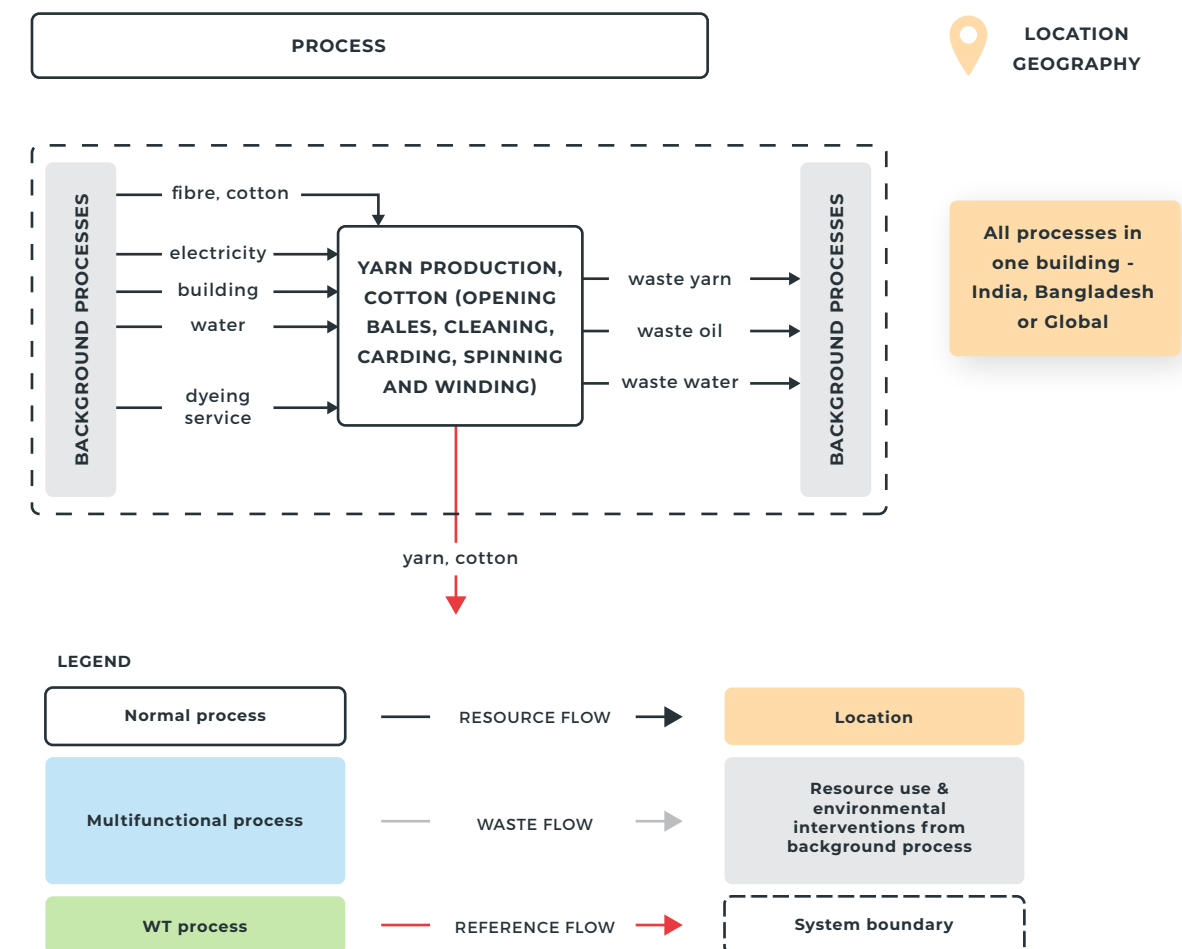 PROCESS
LOCATION
GEOGRAPHY
BACKGROUND PROCESSES
fibre, cotton
electricity
building
water
dyeing
service
YARN PRODUCTION,
COTTON (OPENING
BALES, CLEANING,
CARDING, SPINNING
AND WINDING)
waste yarn
waste oil
waste water
BACKGROUND PROCESSES
All processes in
one building -
India, Bangladesh
or Global
yarn, cotton
LEGEND
Normal process
RESOURCE FLOW
Location
Multifunctional process
WASTE FLOW
Resource use &
environmental
interventions from
background process
WT process
REFERENCE FLOW
System boundary